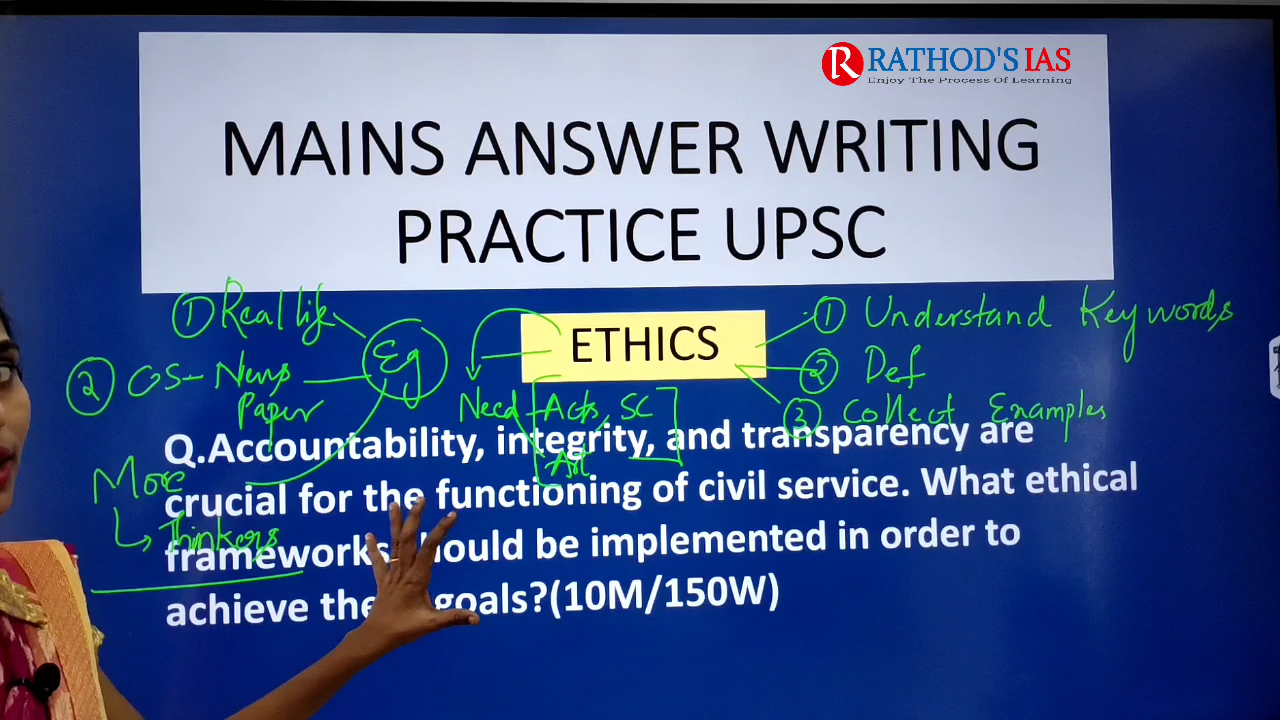 R RATHOD'S IAS
Enjoy The Process Of Learning
MAINS ANSWER WRITING
PRACTICE UPSC
① Real life
Eg
② GS - News
Paper
More
Thinkers
ETHICS
Need - Acts, SC
Art
① Understand Keywords
② Def
③ Collect Examples
Q.Accountability, integrity, and transparency are
crucial for the functioning of civil service. What ethical
frameworks should be implemented in order to
achieve the goals?(10M/150W)